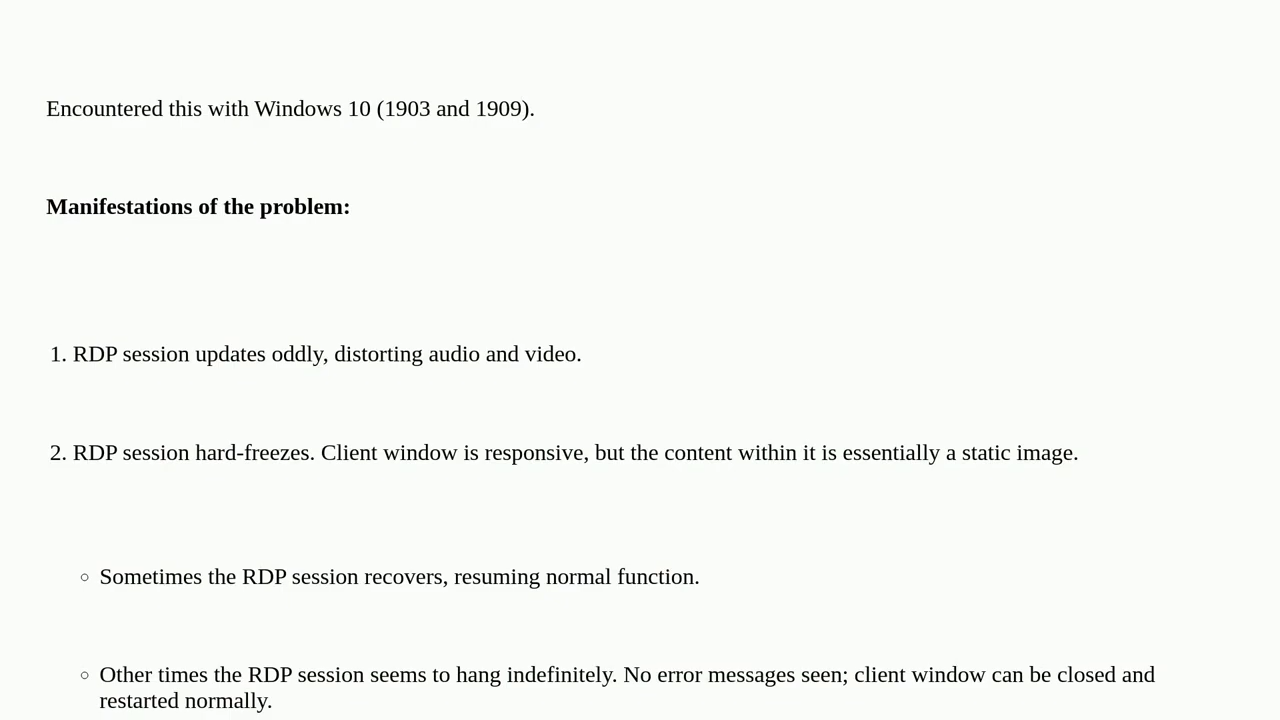 Encountered this with Windows 10 (1903 and 1909).
Manifestations of the problem:
1. RDP session updates oddly, distorting audio and video.
2. RDP session hard-freezes. Client window is responsive, but the content within it is essentially a static image.
◦ Sometimes the RDP session recovers, resuming normal function.
◦ Other times the RDP session seems to hang indefinitely. No error messages seen; client window can be closed and
restarted normally.